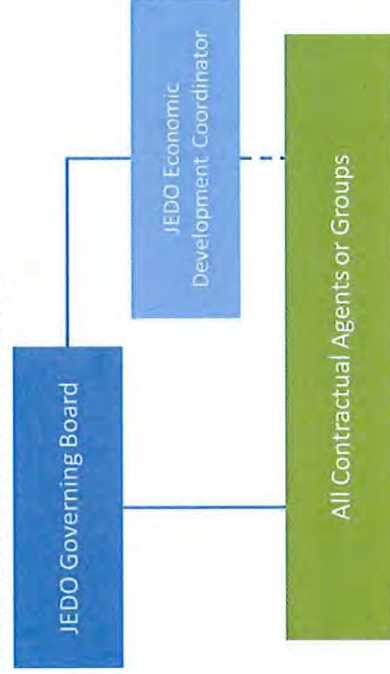 JEDO Governing Board
JEDO Economic
Development Coordinator
All Contractual Agents or Groups